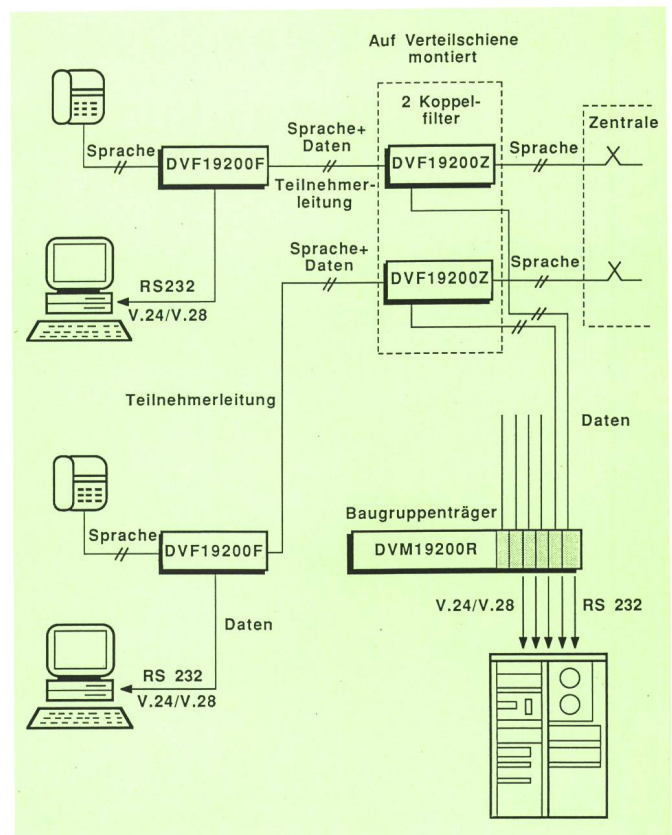 Auf Verteilschiene
montiert
2 Koppel-
filter
Zentrale
Sprache
DVF19200F
Sprache+
Daten
Teilnehmer-
leitung
DVF19200Z
Sprache
RS232
V.24/V.28
Sprache+
Daten
DVF19200Z
Sprache
Teilnehmerleitung
Daten
Sprache
DVF19200F
Baugruppenträger
DVM19200R
Daten
V.24/V.28
RS 232
RS 232
V.24/V.28